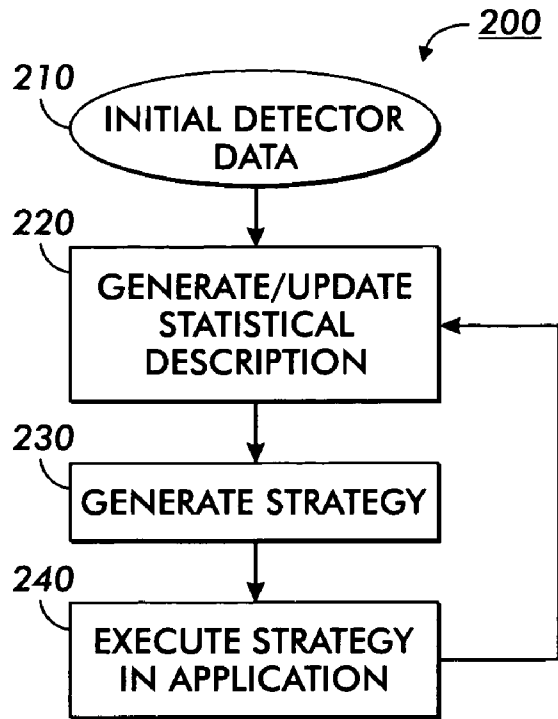 200
210
INITIAL DETECTOR
DATA
220
GENERATE/UPDATE
STATISTICAL
DESCRIPTION
230
GENERATE STRATEGY
240
EXECUTE STRATEGY
IN APPLICATION